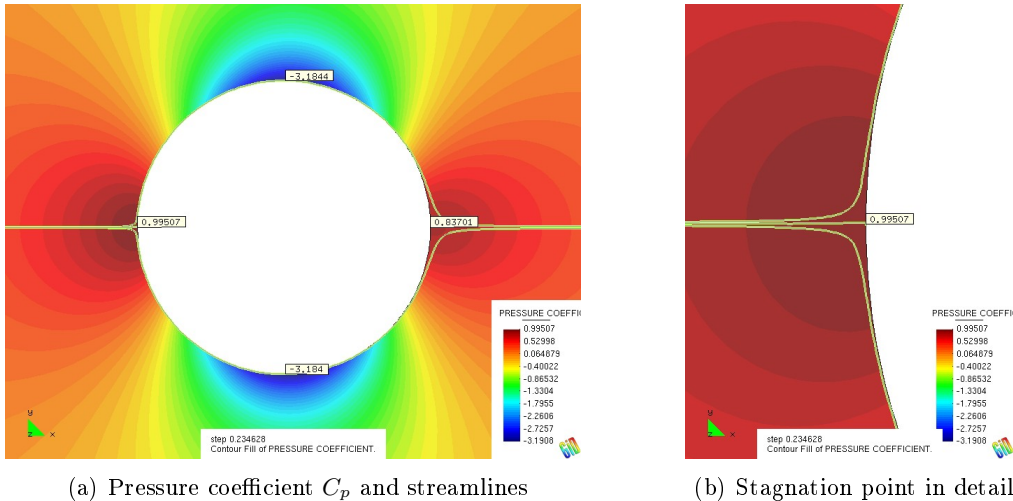 -3.1844
0.99507
0.83701
-3.184
PRESSURE COEFFI
0.99507
0.52998
0.064879
-0.40022
-0.86532
-1.3304
-1.7955
-2.2606
-2.7257
-3.1908
y
z x
step 0.234628
Contour Fill of PRESSURE COEFFICIENT.
GiD
(a) Pressure coefficient Cp and streamlines
0.99507
PRESSURE COEFFI
0.99507
0.52998
0.064879
-0.40022
-0.86532
-1.3304
-1.7955
-2.2606
-2.7257
-3.1908
y
z x
step 0.234628
Contour Fill of PRESSURE COEFFICIENT.
GiD
(b) Stagnation point in detail